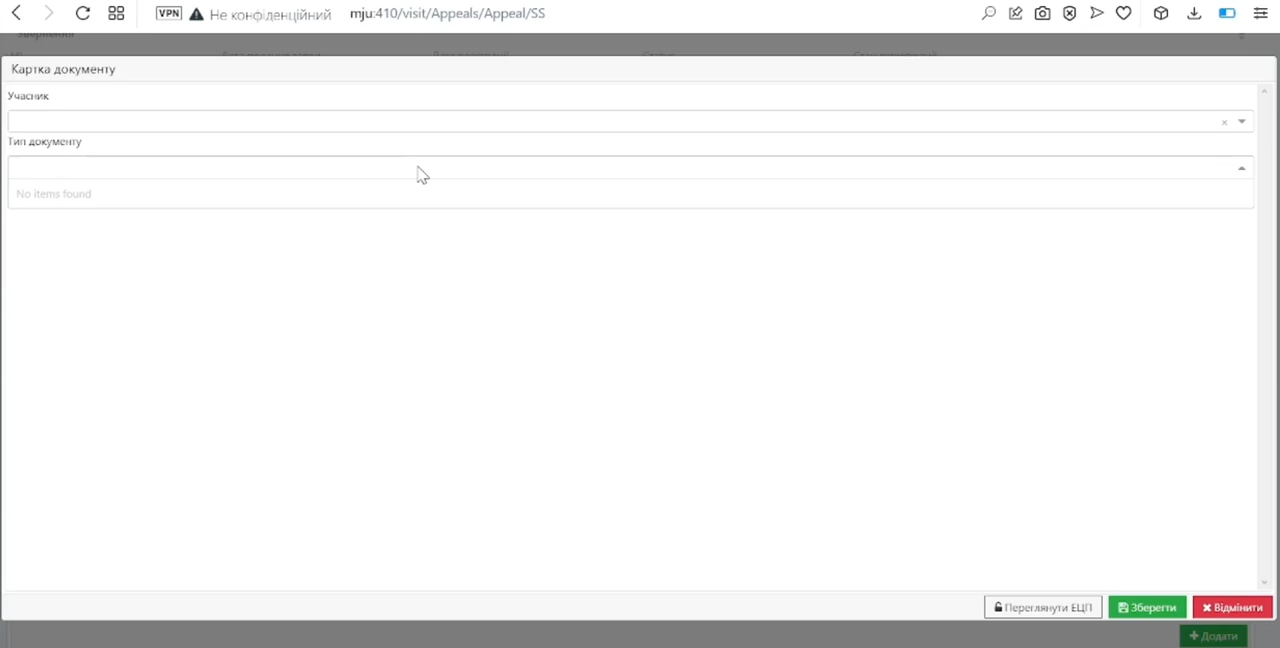 VPN Не конфіденційний mju:410/visit/Appeals/Appeal/SS
Звернення
Картка документу
Учасник
Тип документу
No items found
Переглянути ЕЦП Зберегти Відмінити
Додати